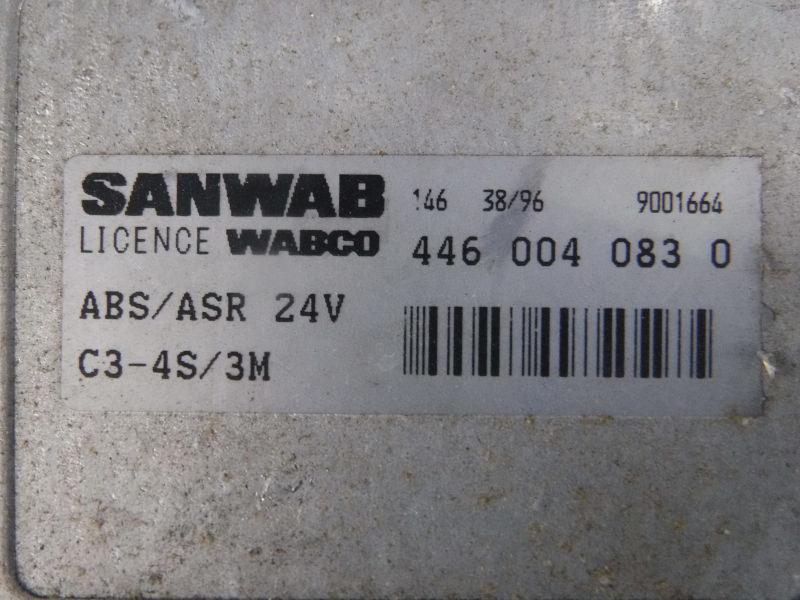 SANWAB 146 38/96 9001664
LICENCE WABCO 446 004 083 0
ABS/ASR 24V
C3-4S/3M